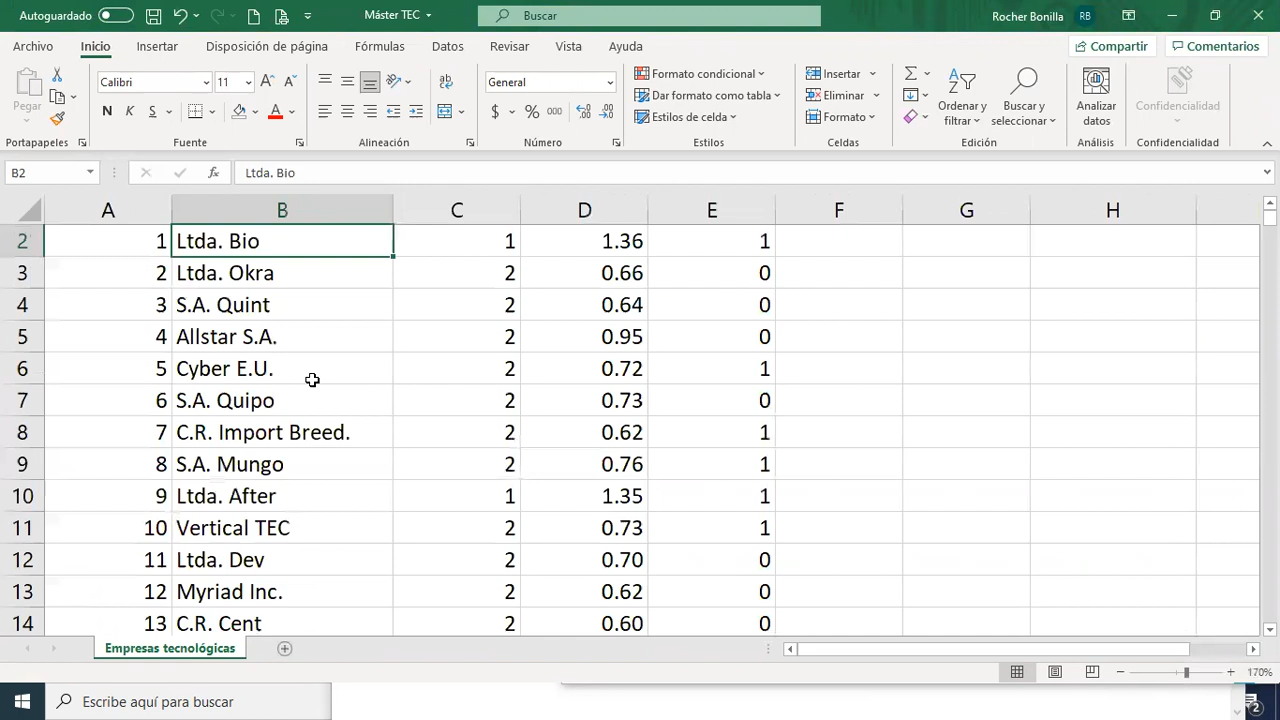 Autoguardado Máster TEC Buscar Rocher Bonilla RB
Archivo Inicio Insertar Disposición de página Fórmulas Datos Revisar Vista Ayuda Compartir Comentarios
Pegar
Calibri 11
N K S A
ab
General
$ % 000
Formato condicional
Dar formato como tabla
Estilos de celda
Insertar
Eliminar
Formato
Ordenar y filtrar
Buscar y seleccionar
Analizar datos
Confidencialidad
Portapapeles Fuente Alineación Número Estilos Celdas Edición Análisis Confidencialidad
B2 fx Ltda. Bio
A B C D E F G H
2 1 Ltda. Bio 1 1.36 1
3 2 Ltda. Okra 2 0.66 0
4 3 S.A. Quint 2 0.64 0
5 4 Allstar S.A. 2 0.95 0
6 5 Cyber E.U. 2 0.72 1
7 6 S.A. Quipo 2 0.73 0
8 7 C.R. Import Breed. 2 0.62 1
9 8 S.A. Mungo 2 0.76 1
10 9 Ltda. After 1 1.35 1
11 10 Vertical TEC 2 0.73 1
12 11 Ltda. Dev 2 0.70 0
13 12 Myriad Inc. 2 0.62 0
14 13 C.R. Cent 2 0.60 0
Empresas tecnológicas
170%
Escribe aquí para buscar
2